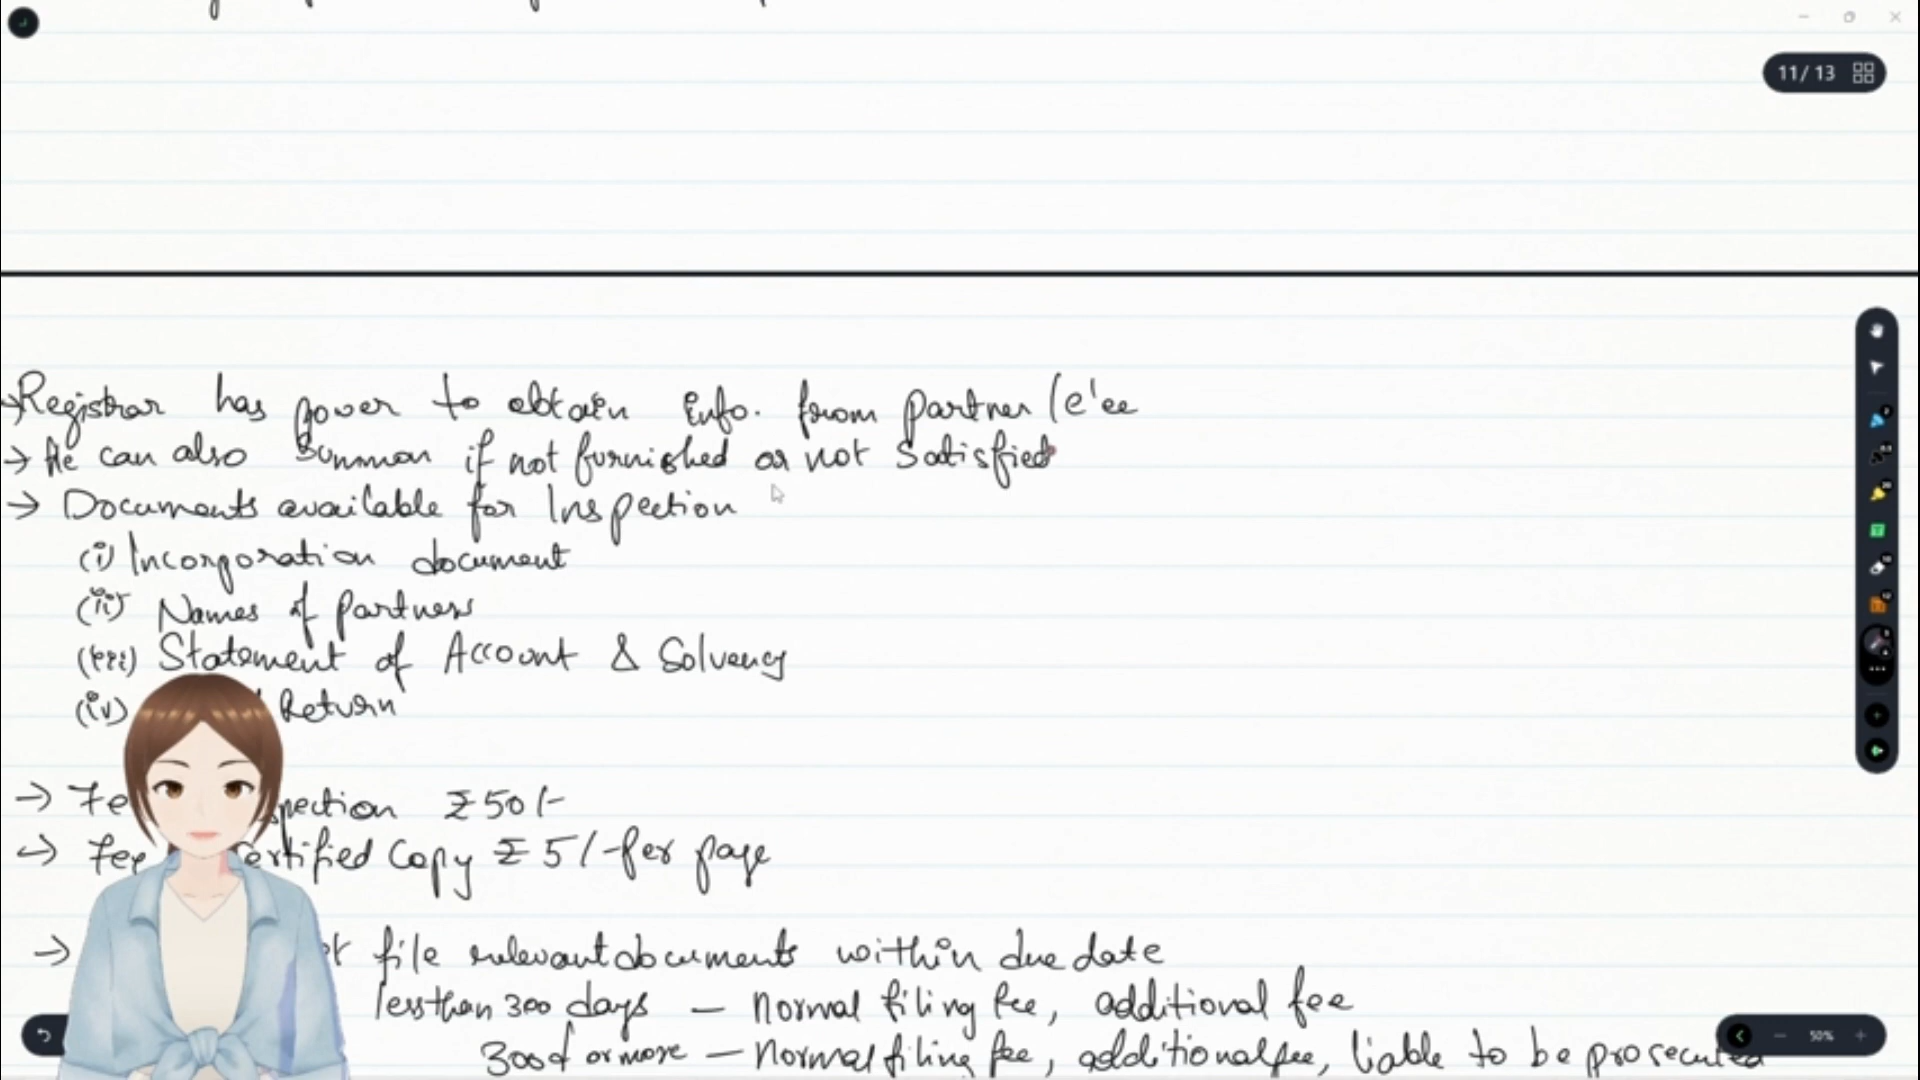 11/13
→ Registrar has power to obtain info. from partner/e'ee
→ He can also summon if not furnished or not satisfied
→ Documents available for Inspection
(i) Incorporation document
(ii) Names of partners
(iii) Statement of Account & Solvency
(iv) Return
→ Fe pection ₹50/-
→ Fee ertified Copy ₹5/- per page
→ file relevant documents within due date
less than 300 days – Normal filing fee, additional fee
300d or more – Normal filing fee, additional fee, liable to be prosecuted
50%